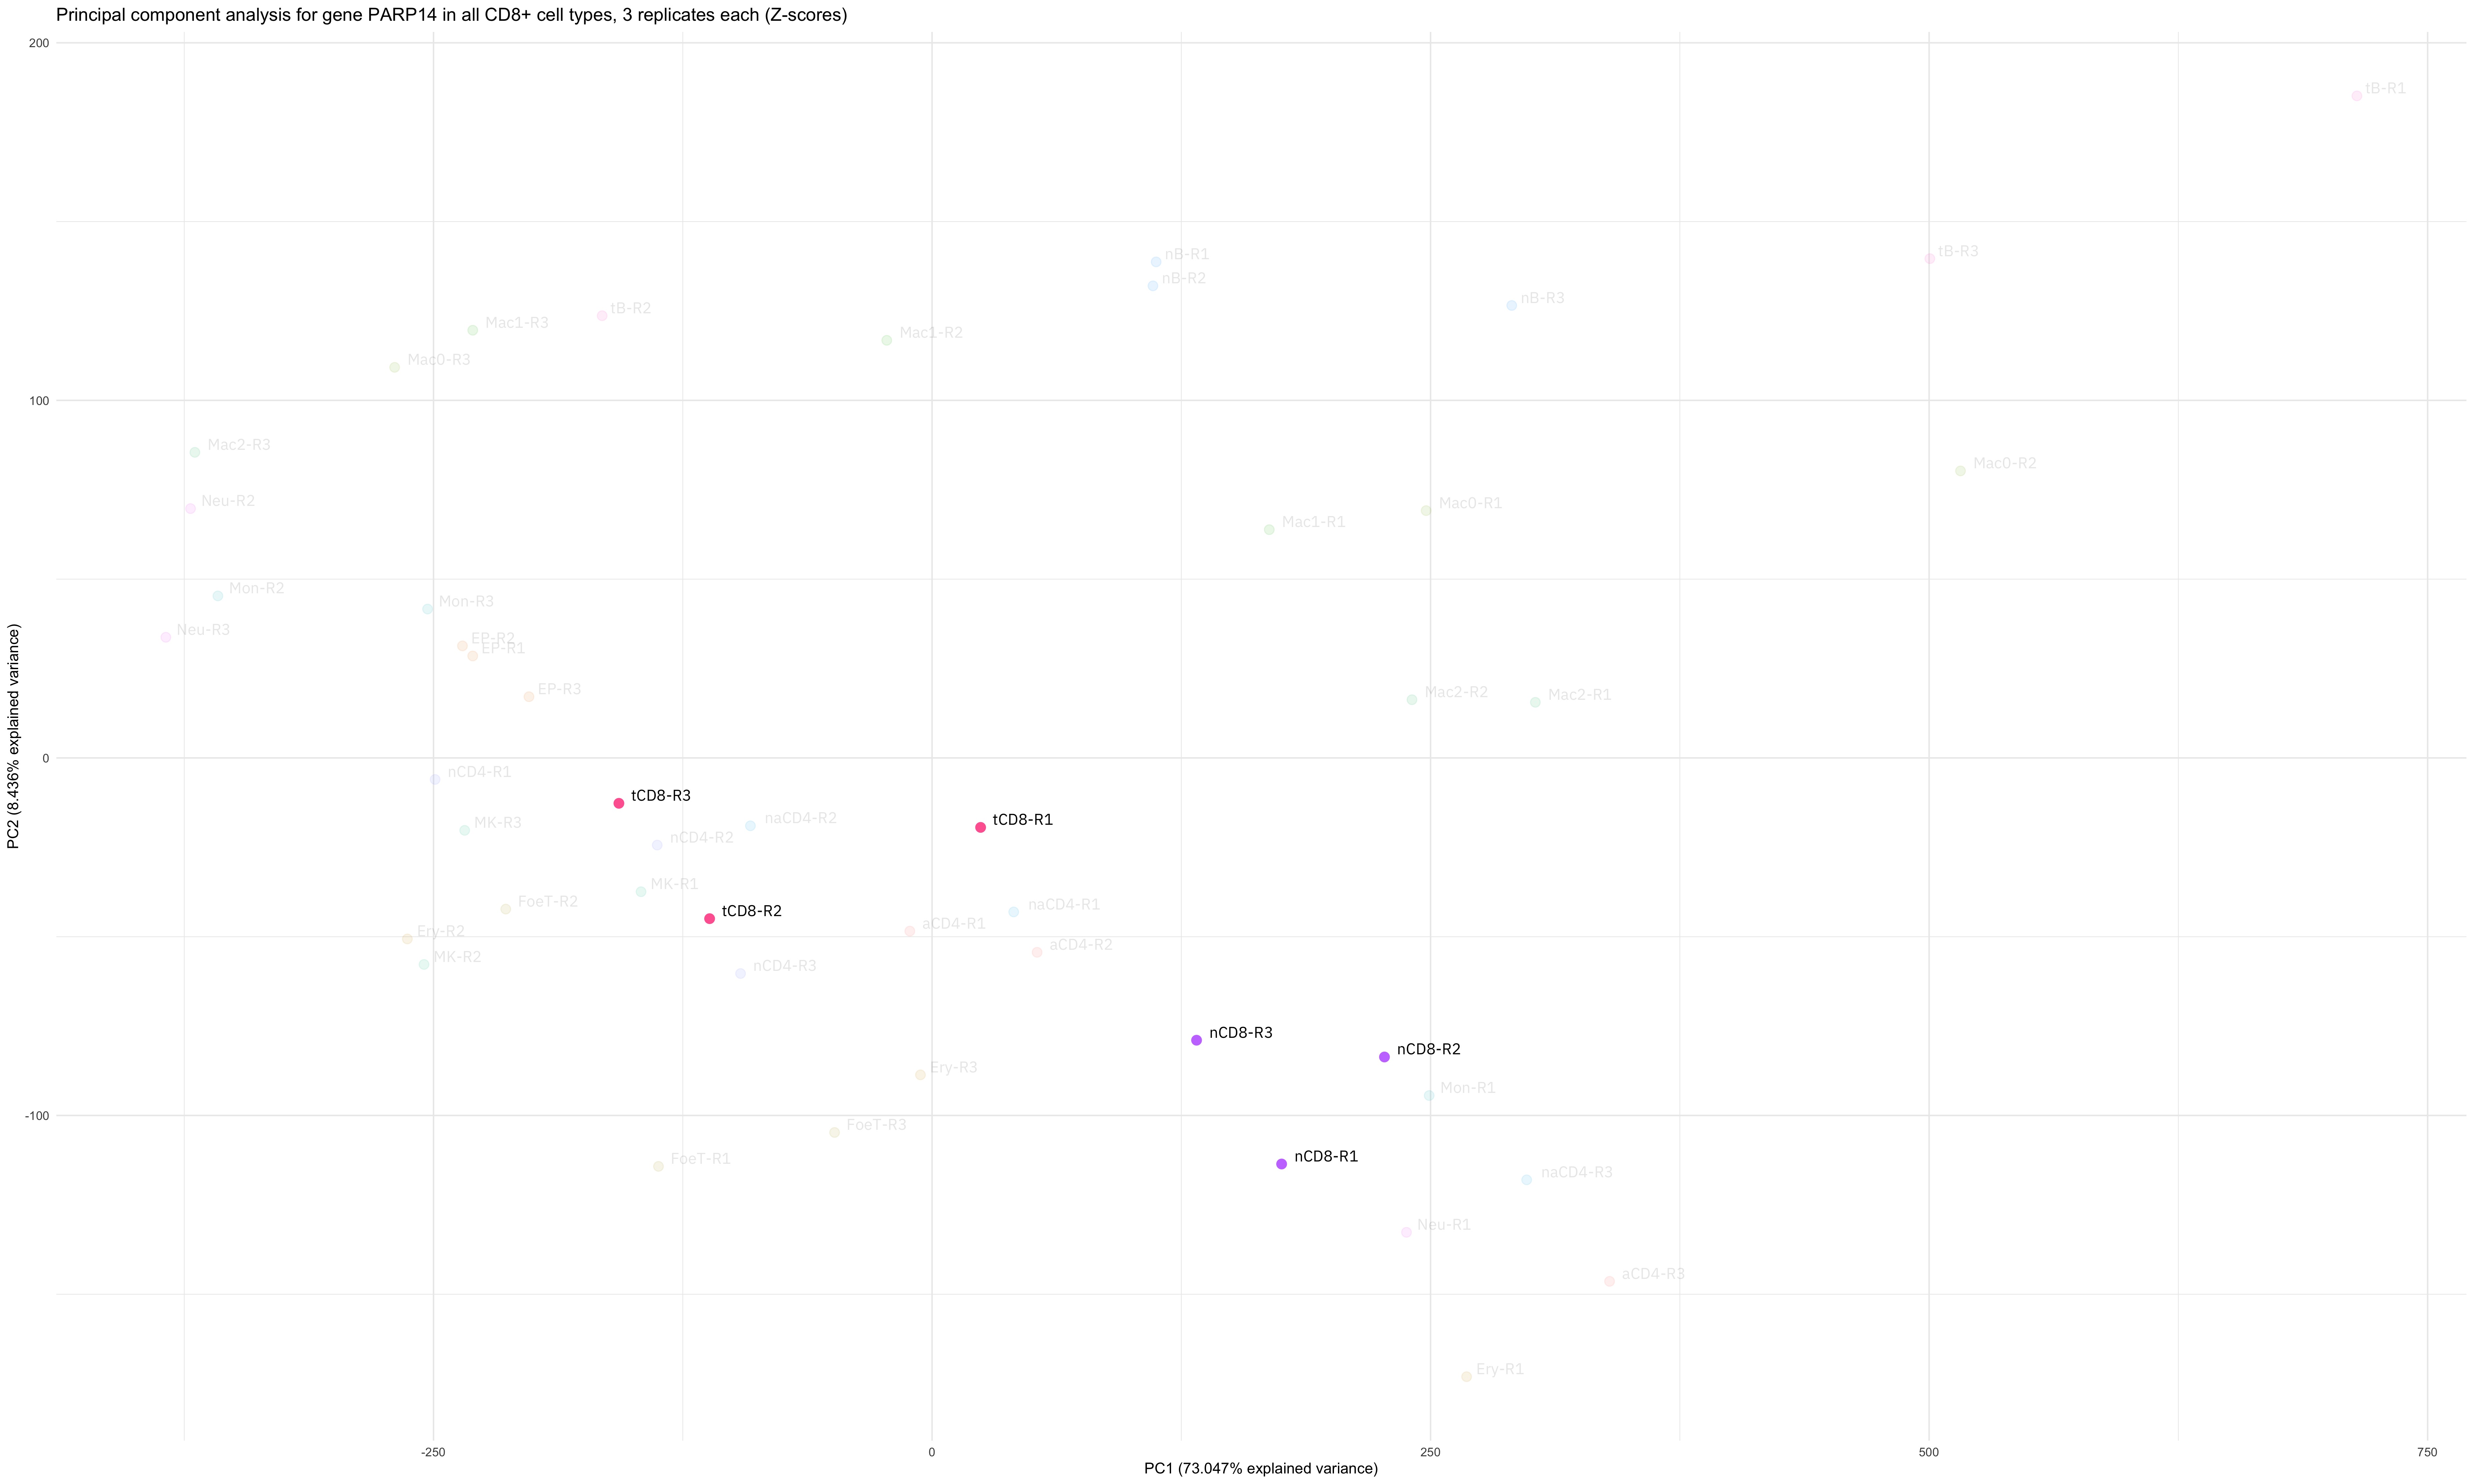 Principal component analysis for gene PARP14 in all CD8+ cell types, 3 replicates each (Z-scores)
200
tB-R1
nB-R1
tB-R3
nB-R2
nB-R3
tB-R2
Mac1-R3
Mac1-R2
Mac0-R3
100
Mac2-R3
Mac0-R2
Neu-R2
Mac0-R1
Mac1-R1
Mon-R2
Mon-R3
Neu-R3
EP-R2
EP-R1
EP-R3
Mac2-R2
Mac2-R1
0
nCD4-R1
tCD8-R3
naCD4-R2
tCD8-R1
MK-R3
nCD4-R2
MK-R1
FoeT-R2
naCD4-R1
tCD8-R2
aCD4-R1
Ery-R2
aCD4-R2
MK-R2
nCD4-R3
nCD8-R3
nCD8-R2
Ery-R3
Mon-R1
-100
FoeT-R3
nCD8-R1
FoeT-R1
naCD4-R3
Neu-R1
aCD4-R3
Ery-R1
PC2 (8.436% explained variance)
-250
0
250
500
750
PC1 (73.047% explained variance)